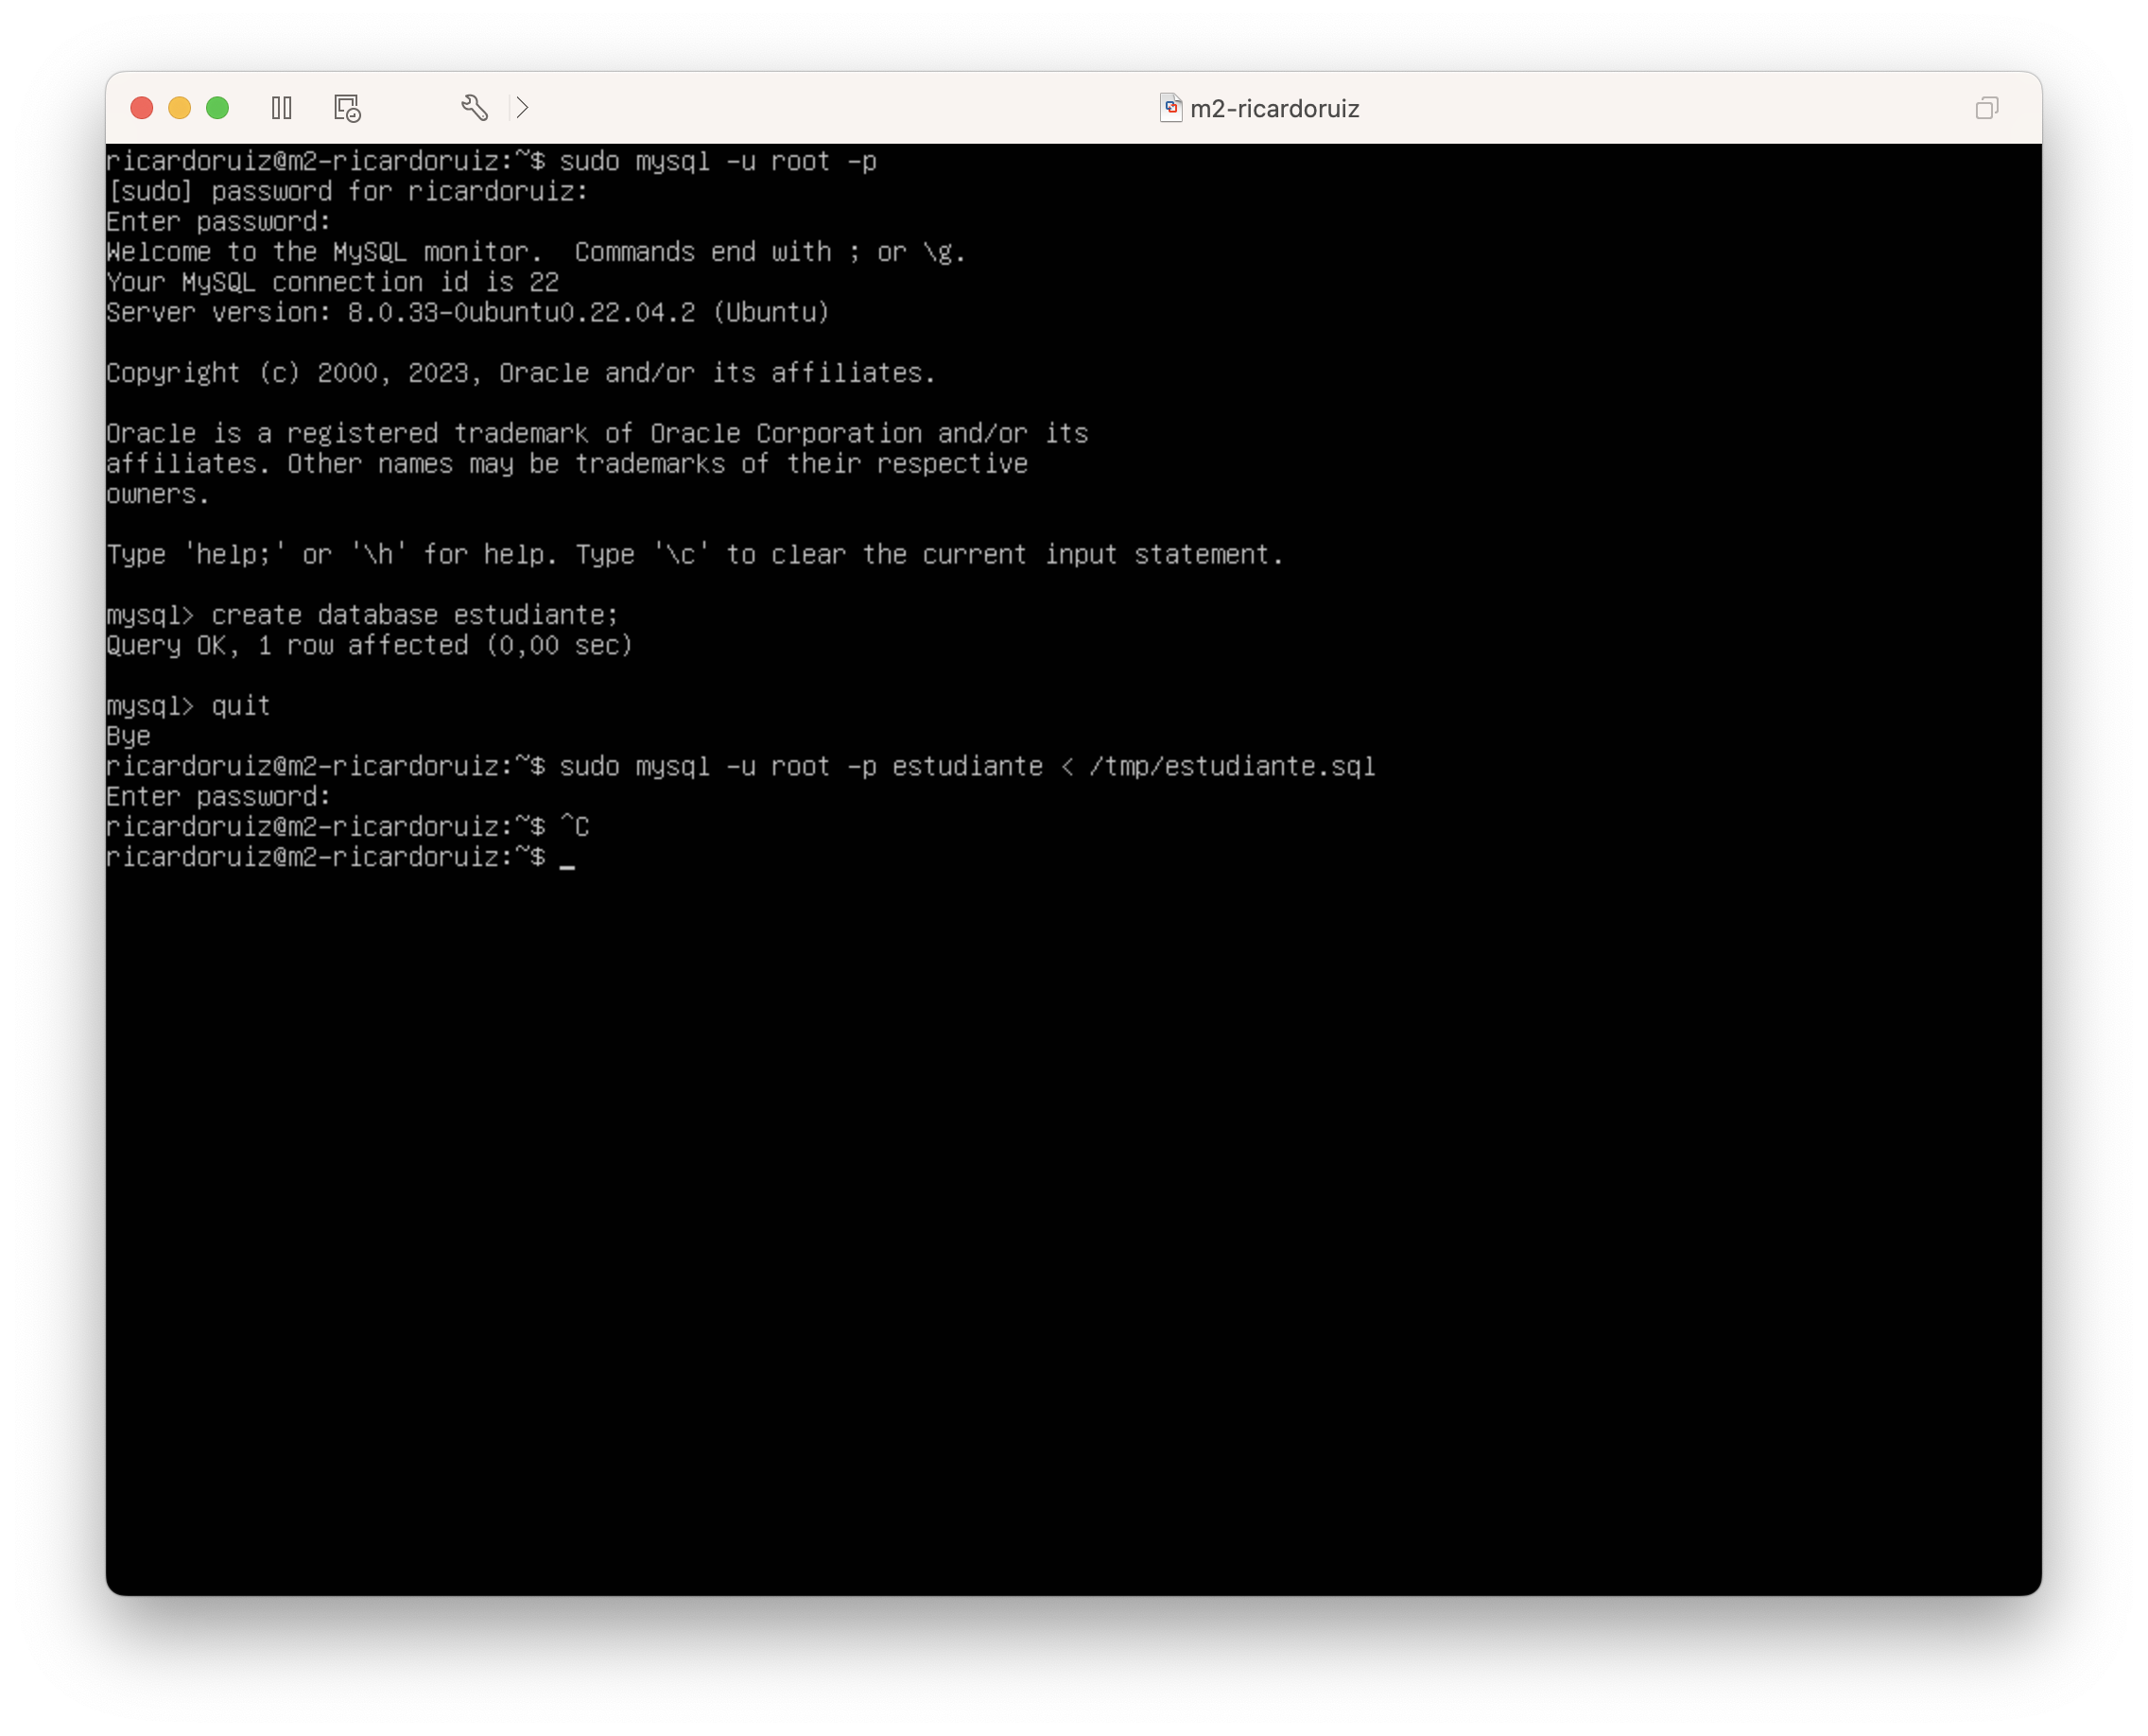 m2-ricardoruiz
ricardoruiz@m2-ricardoruiz:~$ sudo mysql -u root -p
[sudo] password for ricardoruiz:
Enter password:
Welcome to the MySQL monitor.  Commands end with ; or \g.
Your MySQL connection id is 22
Server version: 8.0.33-0ubuntu0.22.04.2 (Ubuntu)
Copyright (c) 2000, 2023, Oracle and/or its affiliates.
Oracle is a registered trademark of Oracle Corporation and/or its
affiliates. Other names may be trademarks of their respective
owners.
Type 'help;' or '\h' for help. Type '\c' to clear the current input statement.
mysql> create database estudiante;
Query OK, 1 row affected (0,00 sec)
mysql> quit
Bye
ricardoruiz@m2-ricardoruiz:~$ sudo mysql -u root -p estudiante < /tmp/estudiante.sql
Enter password:
ricardoruiz@m2-ricardoruiz:~$ ^C
ricardoruiz@m2-ricardoruiz:~$ _